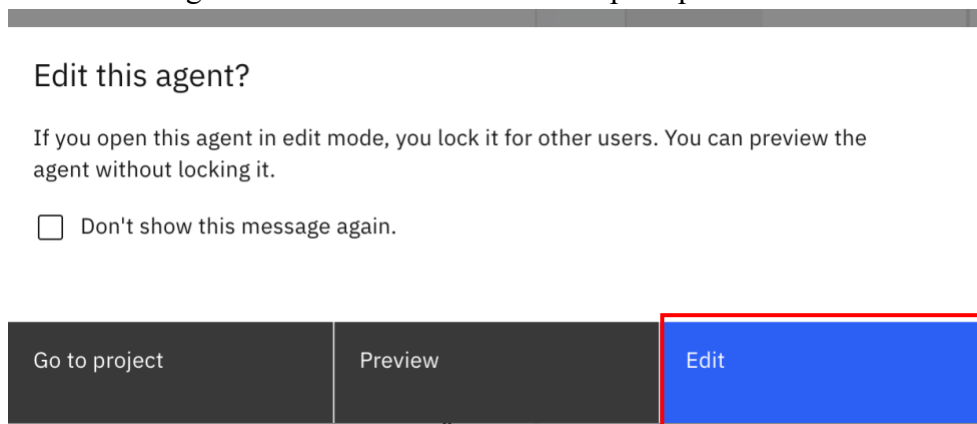 Edit this agent?
If you open this agent in edit mode, you lock it for other users. You can preview the
agent without locking it.
Don't show this message again.
Go to project
Preview
Edit